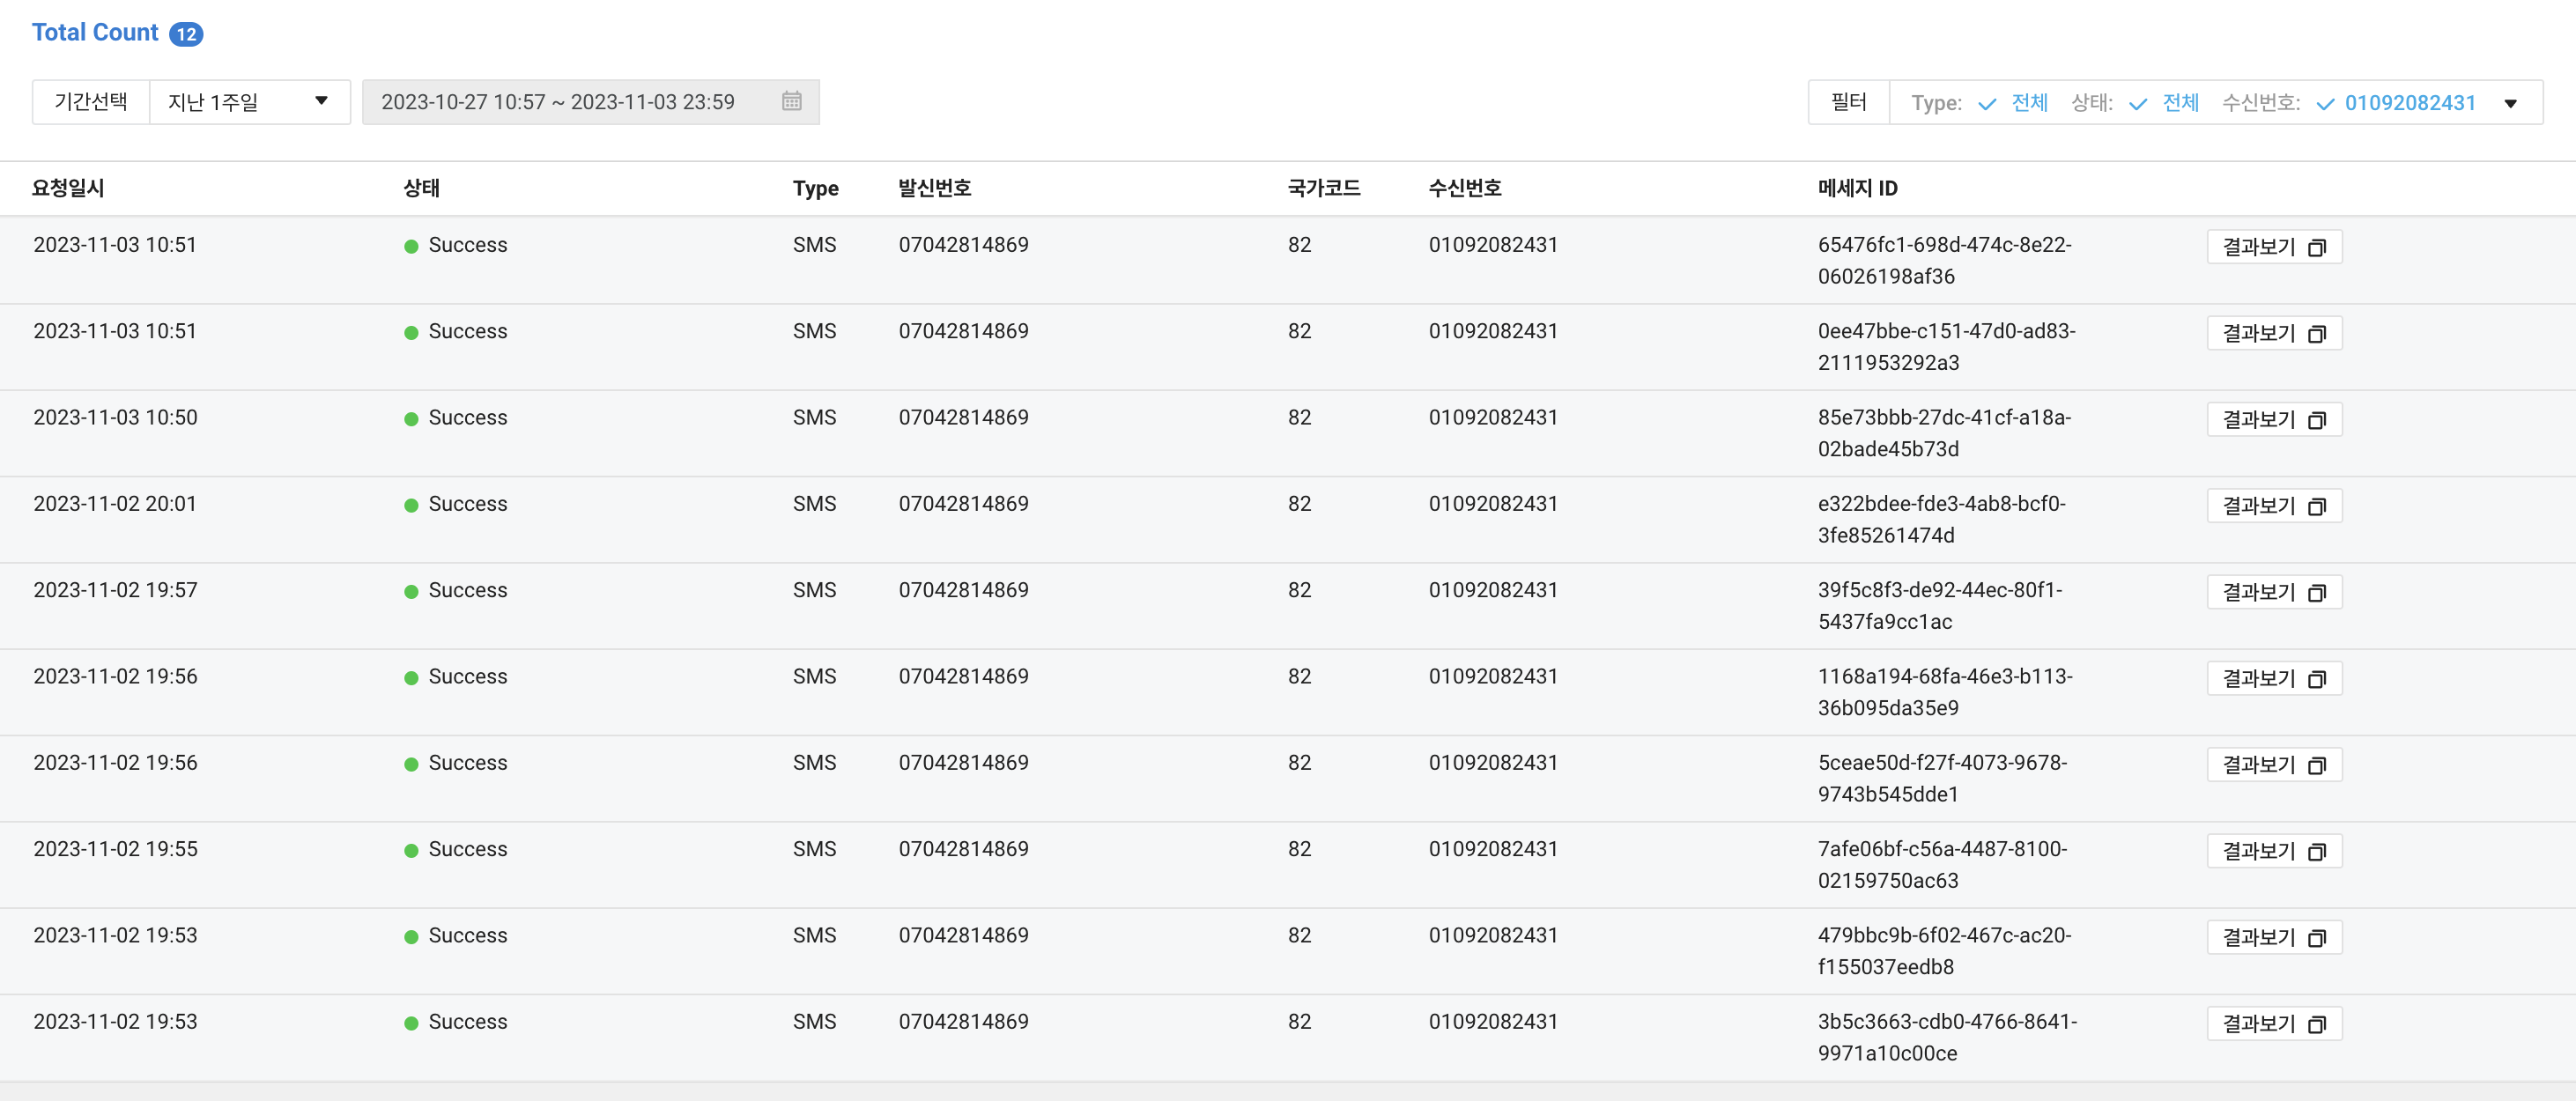 Total Count 12
기간선택 지난 1주일 2023-10-27 10:57 ~ 2023-11-03 23:59 필터 Type: 전체 상태: 전체 수신번호: 01092082431
요청일시 상태 Type 발신번호 국가코드 수신번호 메세지 ID
2023-11-03 10:51 Success SMS 07042814869 82 01092082431 65476fc1-698d-474c-8e22- 결과보기
06026198af36
2023-11-03 10:51 Success SMS 07042814869 82 01092082431 0ee47bbe-c151-47d0-ad83- 결과보기
2111953292a3
2023-11-03 10:50 Success SMS 07042814869 82 01092082431 85e73bbb-27dc-41cf-a18a- 결과보기
02bade45b73d
2023-11-02 20:01 Success SMS 07042814869 82 01092082431 e322bdee-fde3-4ab8-bcf0- 결과보기
3fe85261474d
2023-11-02 19:57 Success SMS 07042814869 82 01092082431 39f5c8f3-de92-44ec-80f1- 결과보기
5437fa9cc1ac
2023-11-02 19:56 Success SMS 07042814869 82 01092082431 1168a194-68fa-46e3-b113- 결과보기
36b095da35e9
2023-11-02 19:56 Success SMS 07042814869 82 01092082431 5ceae50d-f27f-4073-9678- 결과보기
9743b545dde1
2023-11-02 19:55 Success SMS 07042814869 82 01092082431 7afe06bf-c56a-4487-8100- 결과보기
02159750ac63
2023-11-02 19:53 Success SMS 07042814869 82 01092082431 479bbc9b-6f02-467c-ac20- 결과보기
f155037eedb8
2023-11-02 19:53 Success SMS 07042814869 82 01092082431 3b5c3663-cdb0-4766-8641- 결과보기
9971a10c00ce